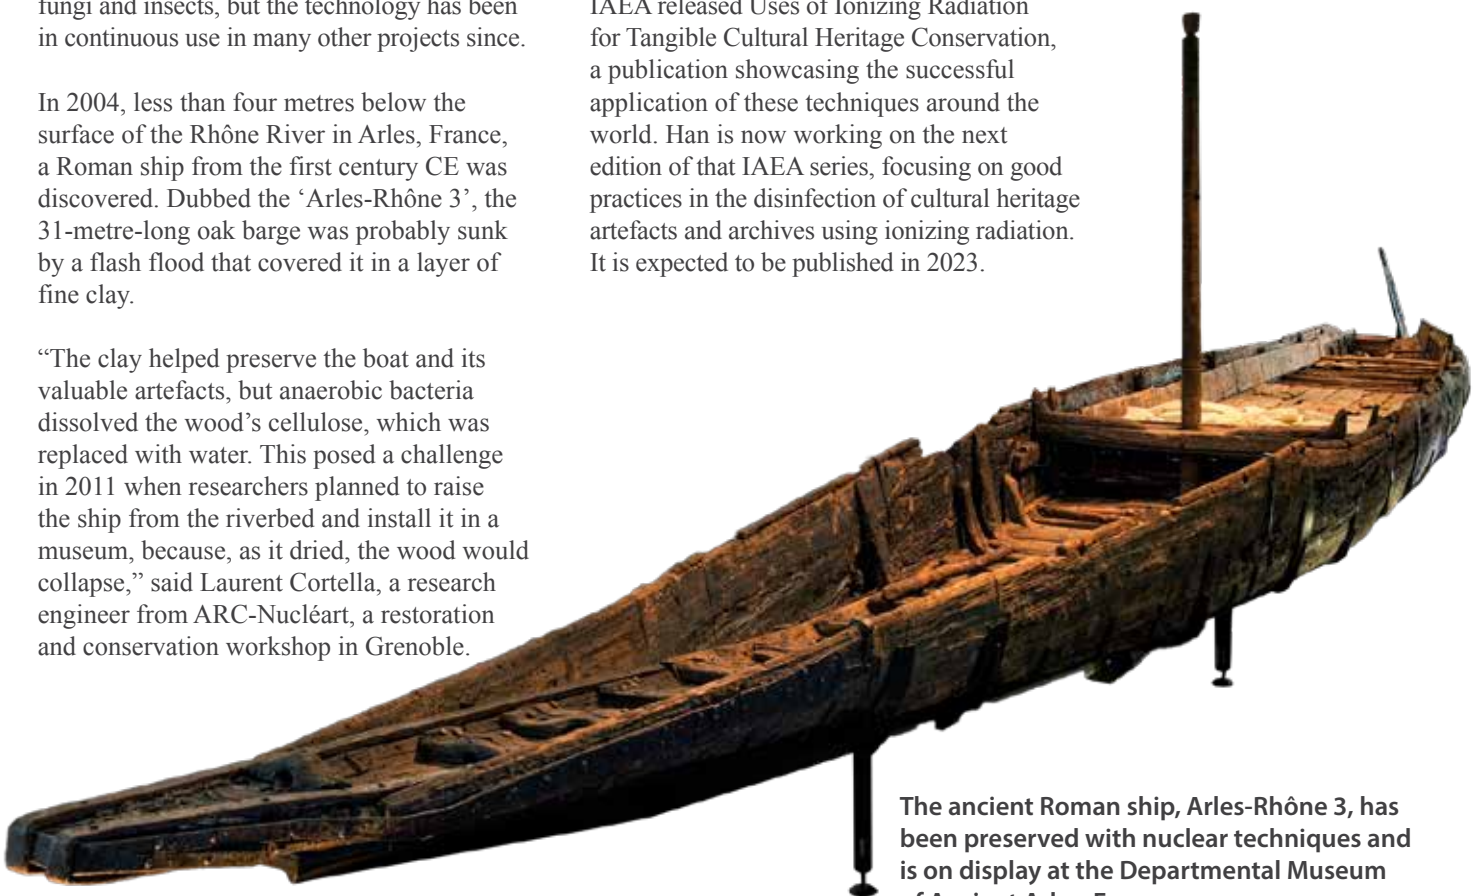 fungi and insects, but the technology has been
in continuous use in many other projects since.
In 2004, less than four metres below the
surface of the Rhône River in Arles, France,
a Roman ship from the first century CE was
discovered. Dubbed the ‘Arles-Rhône 3’, the
31-metre-long oak barge was probably sunk
by a flash flood that covered it in a layer of
fine clay.
“The clay helped preserve the boat and its
valuable artefacts, but anaerobic bacteria
dissolved the wood’s cellulose, which was
replaced with water. This posed a challenge
in 2011 when researchers planned to raise
the ship from the riverbed and install it in a
museum, because, as it dried, the wood would
collapse,” said Laurent Cortella, a research
engineer from ARC-Nucléart, a restoration
and conservation workshop in Grenoble.
IAEA released Uses of Ionizing Radiation
for Tangible Cultural Heritage Conservation,
a publication showcasing the successful
application of these techniques around the
world. Han is now working on the next
edition of that IAEA series, focusing on good
practices in the disinfection of cultural heritage
artefacts and archives using ionizing radiation.
It is expected to be published in 2023.
The ancient Roman ship, Arles-Rhône 3, has
been preserved with nuclear techniques and
is on display at the Departmental Museum